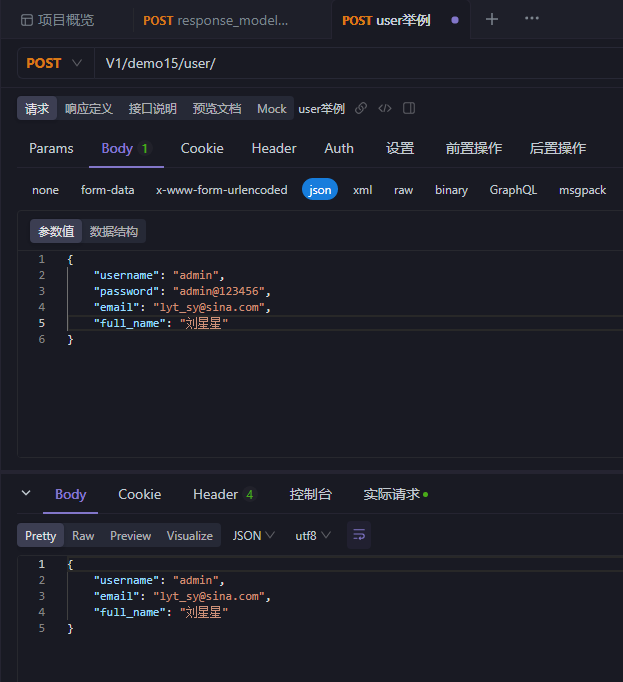 项目概览 POST response_model... POST user举例
POST V1/demo15/user/
请求 响应定义 接口说明 预览文档 Mock user举例
Params Body 1 Cookie Header Auth 设置 前置操作 后置操作
none form-data x-www-form-urlencoded json xml raw binary GraphQL msgpack
参数值 数据结构
1 {
2 "username": "admin",
3 "password": "admin@123456",
4 "email": "lyt_sy@sina.com",
5 "full_name": "刘星星"
6 }
Body Cookie Header 4 控制台 实际请求
Pretty Raw Preview Visualize JSON utf8
1 {
2 "username": "admin",
3 "email": "lyt_sy@sina.com",
4 "full_name": "刘星星"
5 }